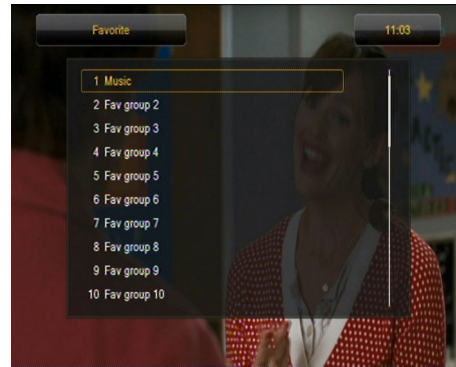 Favorite
11:03
1 Music
2 Fav group 2
3 Fav group 3
4 Fav group 4
5 Fav group 5
6 Fav group 6
7 Fav group 7
8 Fav group 8
9 Fav group 9
10 Fav group 10